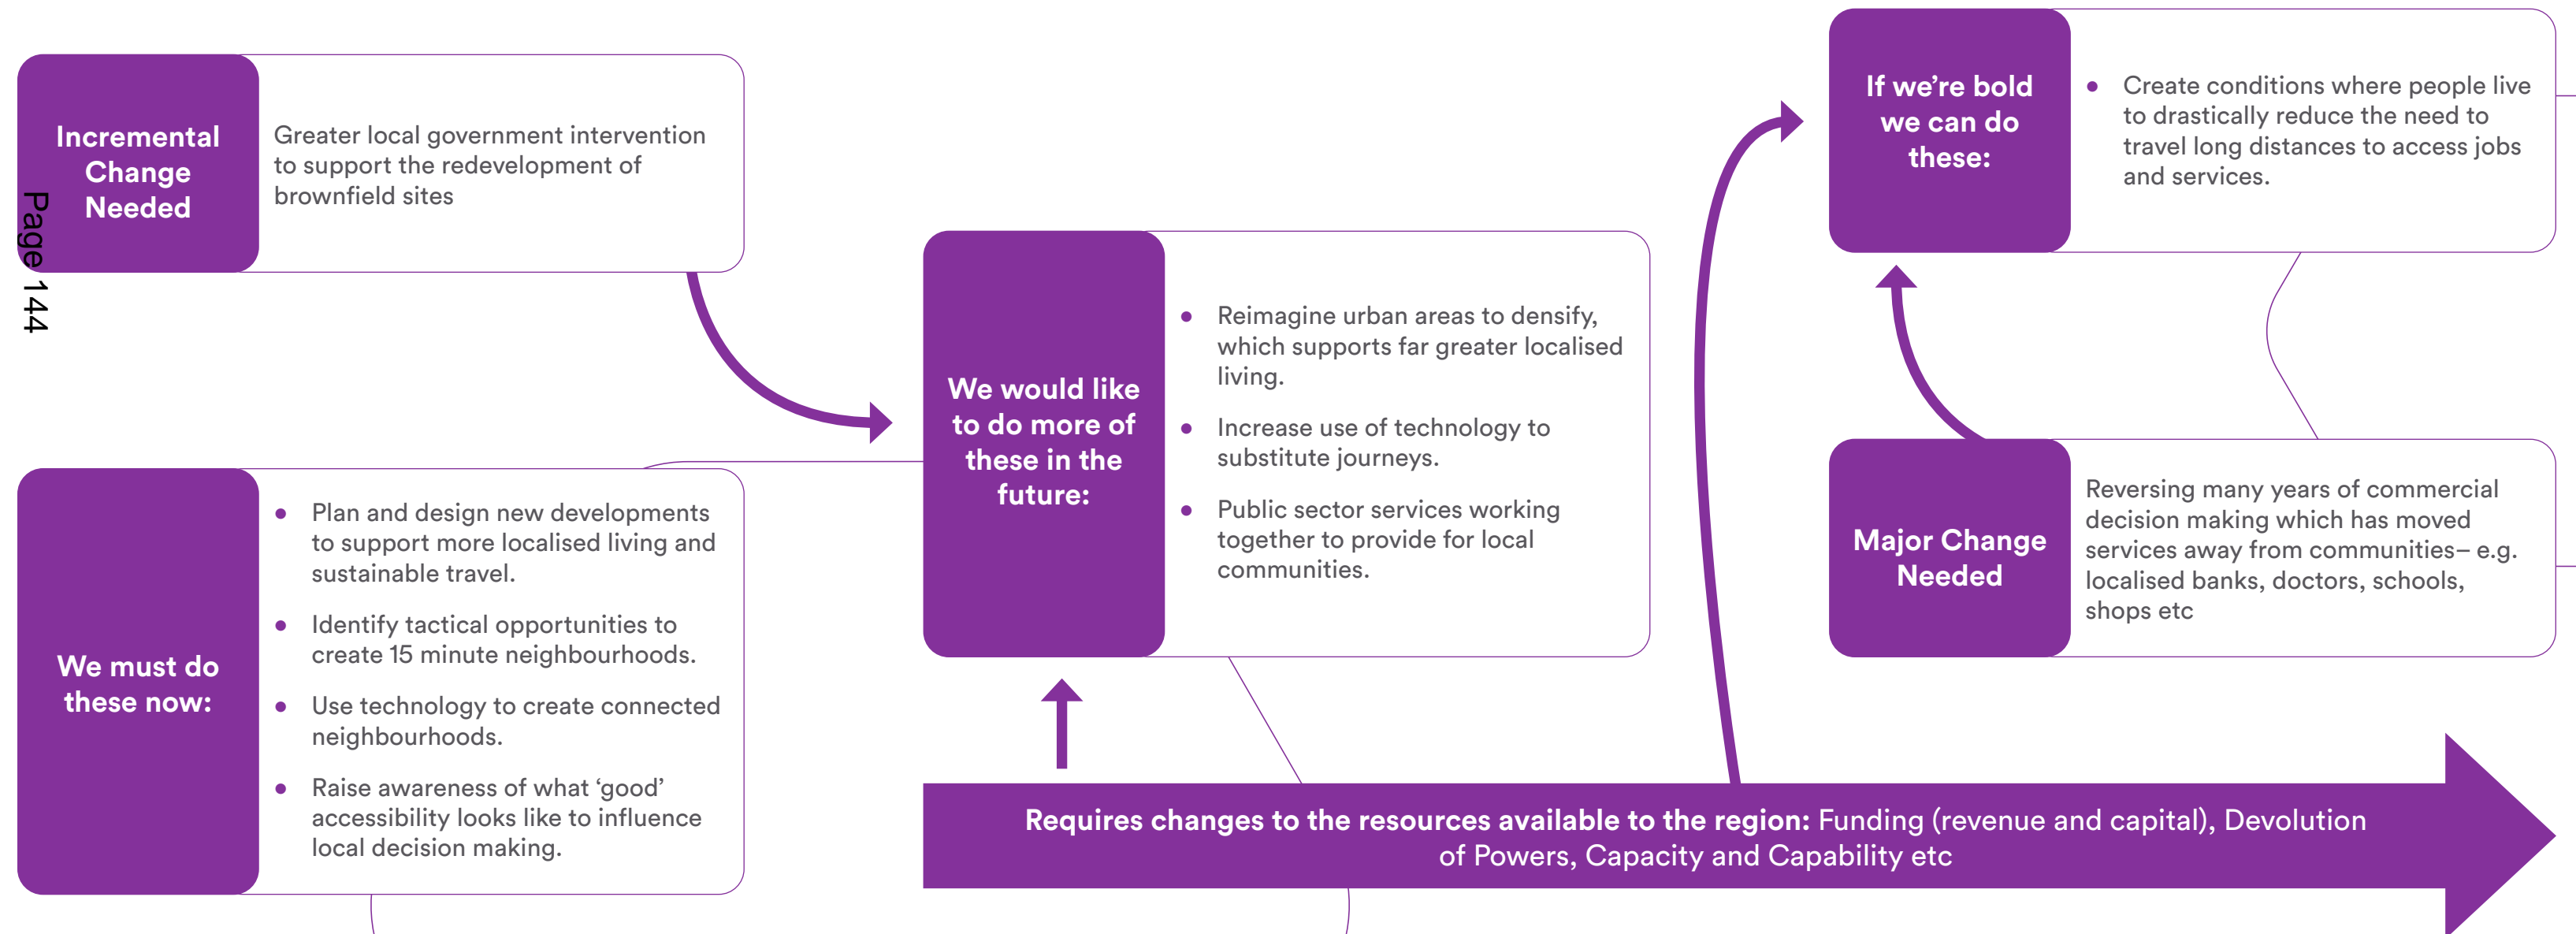 Page 144
Incremental
Change
Needed
Greater local government intervention
to support the redevelopment of
brownfield sites
We must do
these now:
● Plan and design new developments
to support more localised living and
sustainable travel.
● Identify tactical opportunities to
create 15 minute neighbourhoods.
● Use technology to create connected
neighbourhoods.
● Raise awareness of what ‘good’
accessibility looks like to influence
local decision making.
We would like
to do more of
these in the
future:
● Reimagine urban areas to densify,
which supports far greater localised
living.
● Increase use of technology to
substitute journeys.
● Public sector services working
together to provide for local
communities.
If we’re bold
we can do
these:
● Create conditions where people live
to drastically reduce the need to
travel long distances to access jobs
and services.
Major Change
Needed
Reversing many years of commercial
decision making which has moved
services away from communities– e.g.
localised banks, doctors, schools,
shops etc
Requires changes to the resources available to the region: Funding (revenue and capital), Devolution
of Powers, Capacity and Capability etc